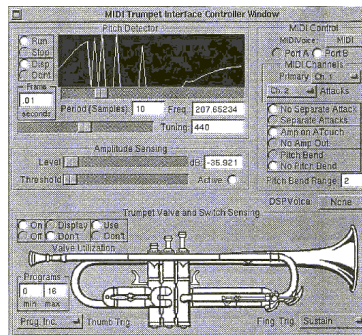 MIDI Trumpet Interface Controller Window
Pitch Detector
Run
Stop
Disp
Cont
Frame
.01
seconds
Period (Samples): 10 Freq: 207.65234
Tuning: 440
Amplitude Sensing
Level dB: -35.921
Threshold Active
MIDI Control
MIDIVoice: MIDI
Port A Port B
MIDI Channels
Primary Ch. 1
Ch. 2 Attacks
No Separate Attack
Separate Attacks
Amp on ATouch
No Amp Out
Pitch Bend
No Pitch Bend
Pitch Bend Range: 2
DSPVoice: None
Trumpet Valve and Switch Sensing
On Display Use
Off Don't Don't
Valve Utilization
Programs
0 16
min max
Prog. Inc. Thumb Trig. Fing. Trig. Sustain